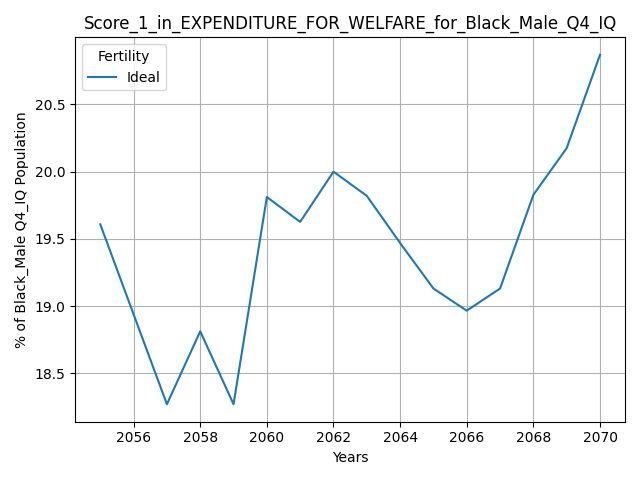 Score_1_in_EXPENDITURE_FOR_WELFARE_for_Black_Male_Q4_IQ
Fertility
Ideal
% of Black_Male Q4_IQ Population
20.5
20.0
19.5
19.0
18.5
2056 2058 2060 2062 2064 2066 2068 2070
Years